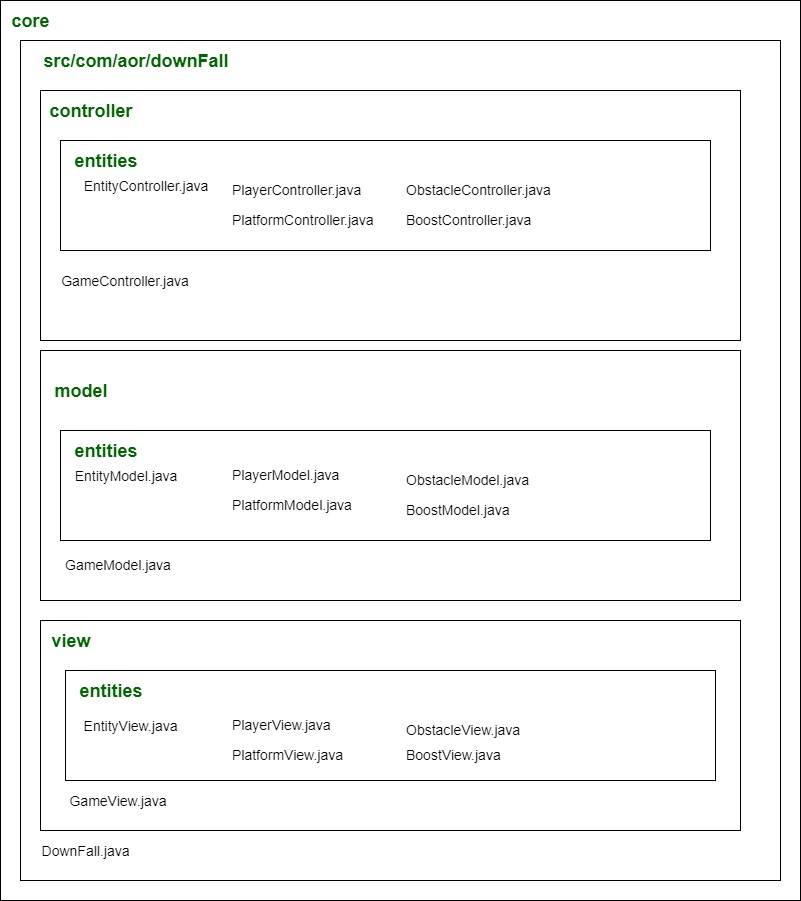 core
src/com/aor/downFall
controller
entities
EntityController.java
PlayerController.java
ObstacleController.java
PlatformController.java
BoostController.java
GameController.java
model
entities
EntityModel.java
PlayerModel.java
ObstacleModel.java
PlatformModel.java
BoostModel.java
GameModel.java
view
entities
EntityView.java
PlayerView.java
ObstacleView.java
PlatformView.java
BoostView.java
GameView.java
DownFall.java